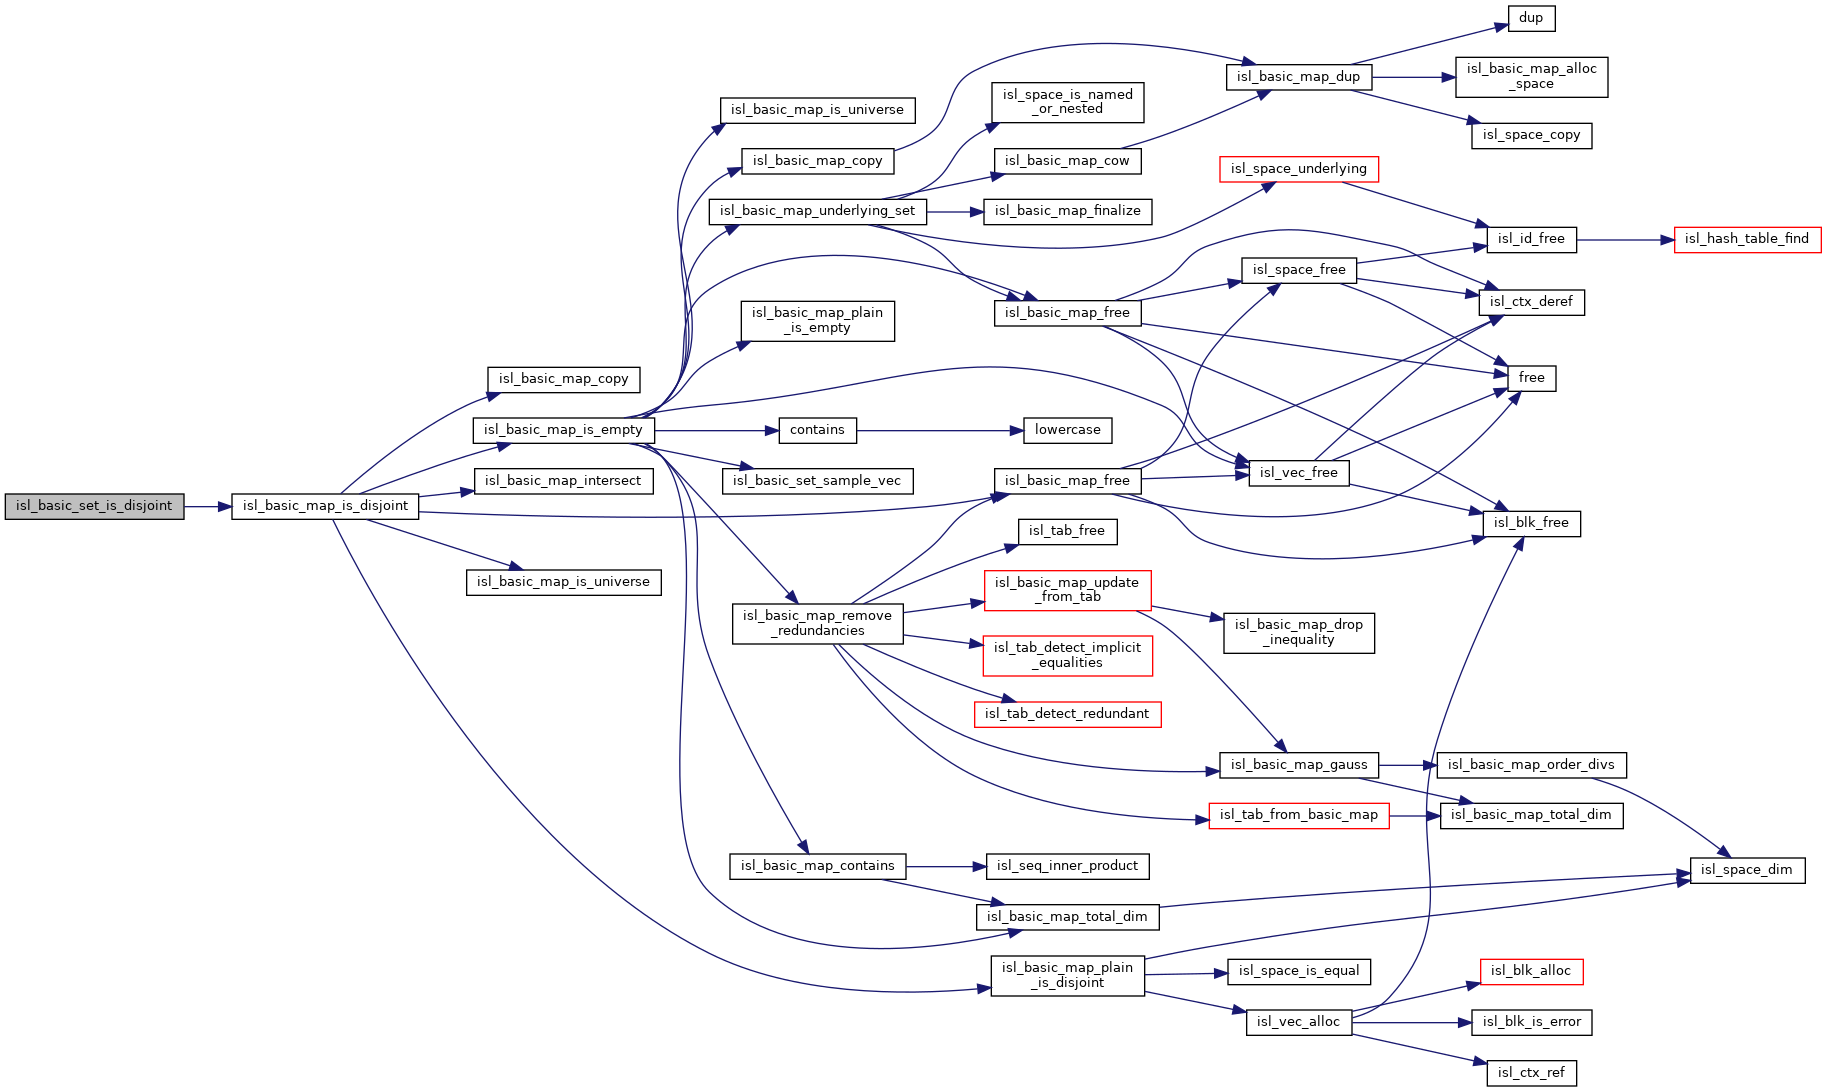 dup
isl_basic_map_alloc
_space
isl_basic_map_dup
isl_space_copy
isl_space_is_named
_or_nested
isl_basic_map_is_universe
isl_basic_map_copy
isl_basic_map_cow
isl_space_underlying
isl_basic_map_underlying_set
isl_basic_map_finalize
isl_id_free
isl_hash_table_find
isl_space_free
isl_ctx_deref
isl_basic_map_plain
_is_empty
isl_basic_map_free
free
isl_basic_map_copy
isl_basic_map_is_empty
contains
lowercase
isl_basic_map_intersect
isl_basic_set_sample_vec
isl_basic_map_free
isl_vec_free
isl_basic_set_is_disjoint
isl_basic_map_is_disjoint
isl_blk_free
isl_tab_free
isl_basic_map_is_universe
isl_basic_map_update
_from_tab
isl_basic_map_remove
_redundancies
isl_basic_map_drop
_inequality
isl_tab_detect_implicit
_equalities
isl_tab_detect_redundant
isl_basic_map_gauss
isl_basic_map_order_divs
isl_tab_from_basic_map
isl_basic_map_total_dim
isl_basic_map_contains
isl_seq_inner_product
isl_space_dim
isl_basic_map_total_dim
isl_basic_map_plain
_is_disjoint
isl_space_is_equal
isl_blk_alloc
isl_vec_alloc
isl_blk_is_error
isl_ctx_ref